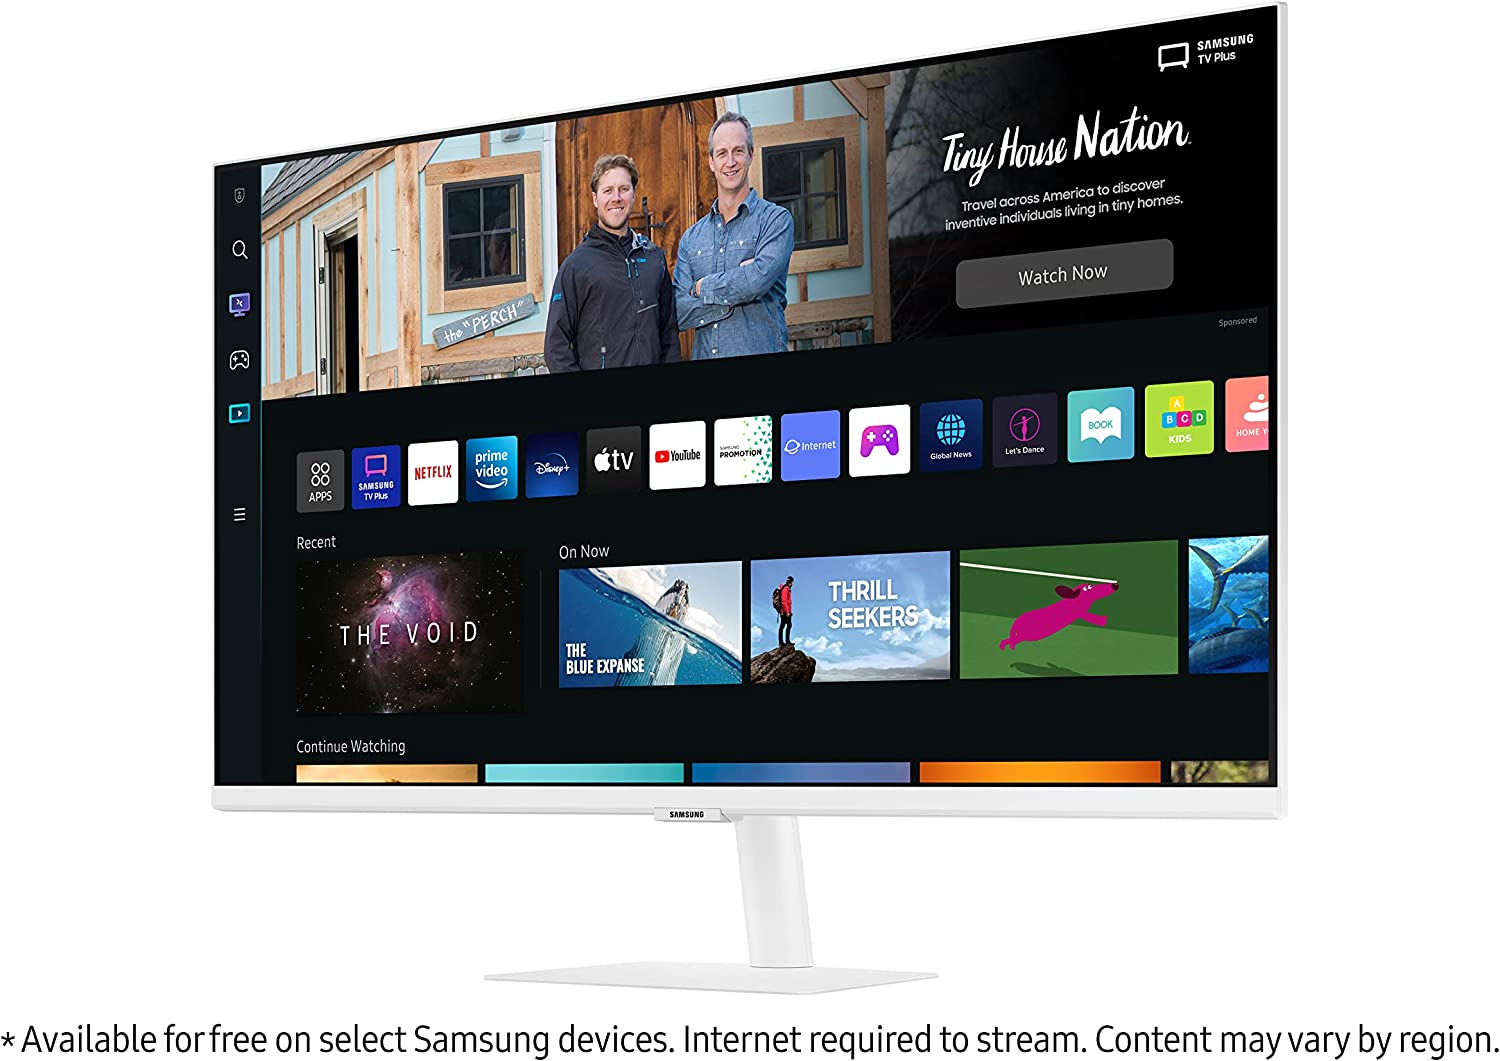 SAMSUNG
TV Plus
Tiny House Nation
Travel across America to discover
inventive individuals living in tiny homes.
Watch Now
the "PERCH"
Sponsored
APPS
SAMSUNG
TV Plus
NETFLIX
prime
video
Disney+
tv
YouTube
SAMSUNG
PROMOTION
Internet
Global News
Let's Dance
BOOK
A
B C D
KIDS
HOME Y
Recent
On Now
THE VOID
THE
BLUE EXPANSE
THRILL
SEEKERS
Continue Watching
SAMSUNG
* Available for free on select Samsung devices. Internet required to stream. Content may vary by region.